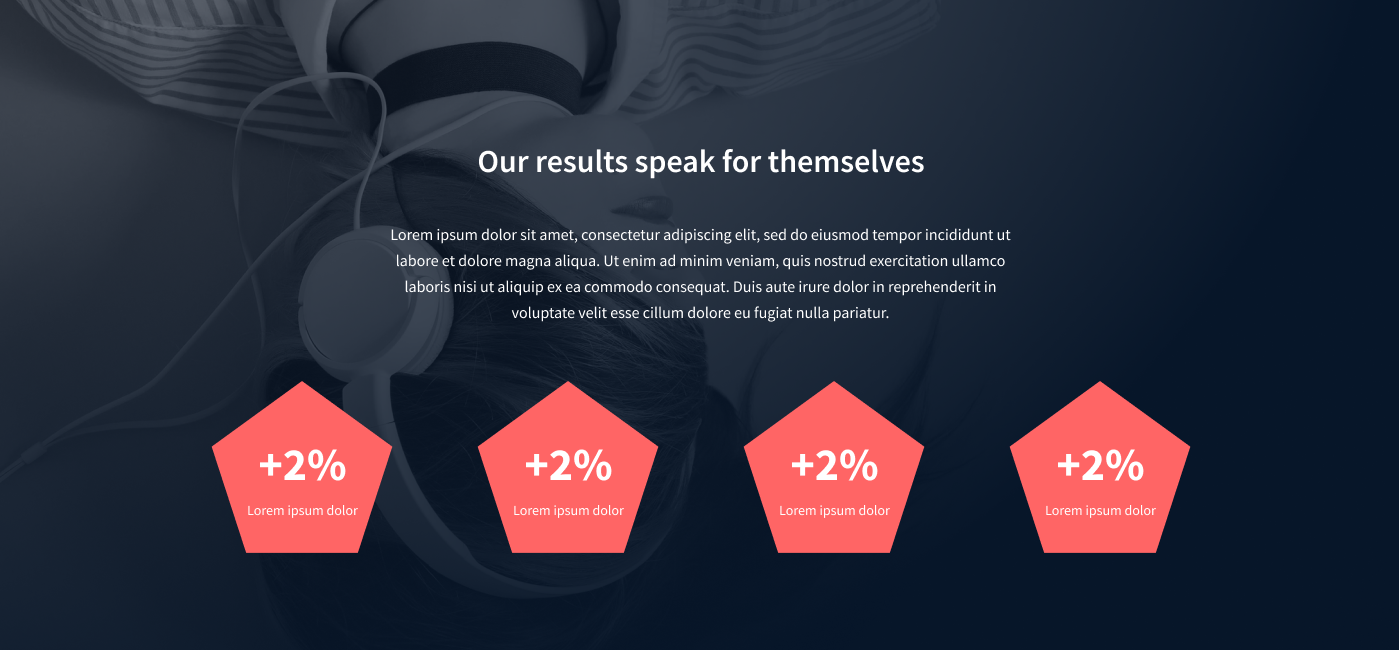 Our results speak for themselves
Lorem ipsum dolor sit amet, consectetur adipiscing elit, sed do eiusmod tempor incididunt ut
labore et dolore magna aliqua. Ut enim ad minim veniam, quis nostrud exercitation ullamco
laboris nisi ut aliquip ex ea commodo consequat. Duis aute irure dolor in reprehenderit in
voluptate velit esse cillum dolore eu fugiat nulla pariatur.
+2%
Lorem ipsum dolor
+2%
Lorem ipsum dolor
+2%
Lorem ipsum dolor
+2%
Lorem ipsum dolor